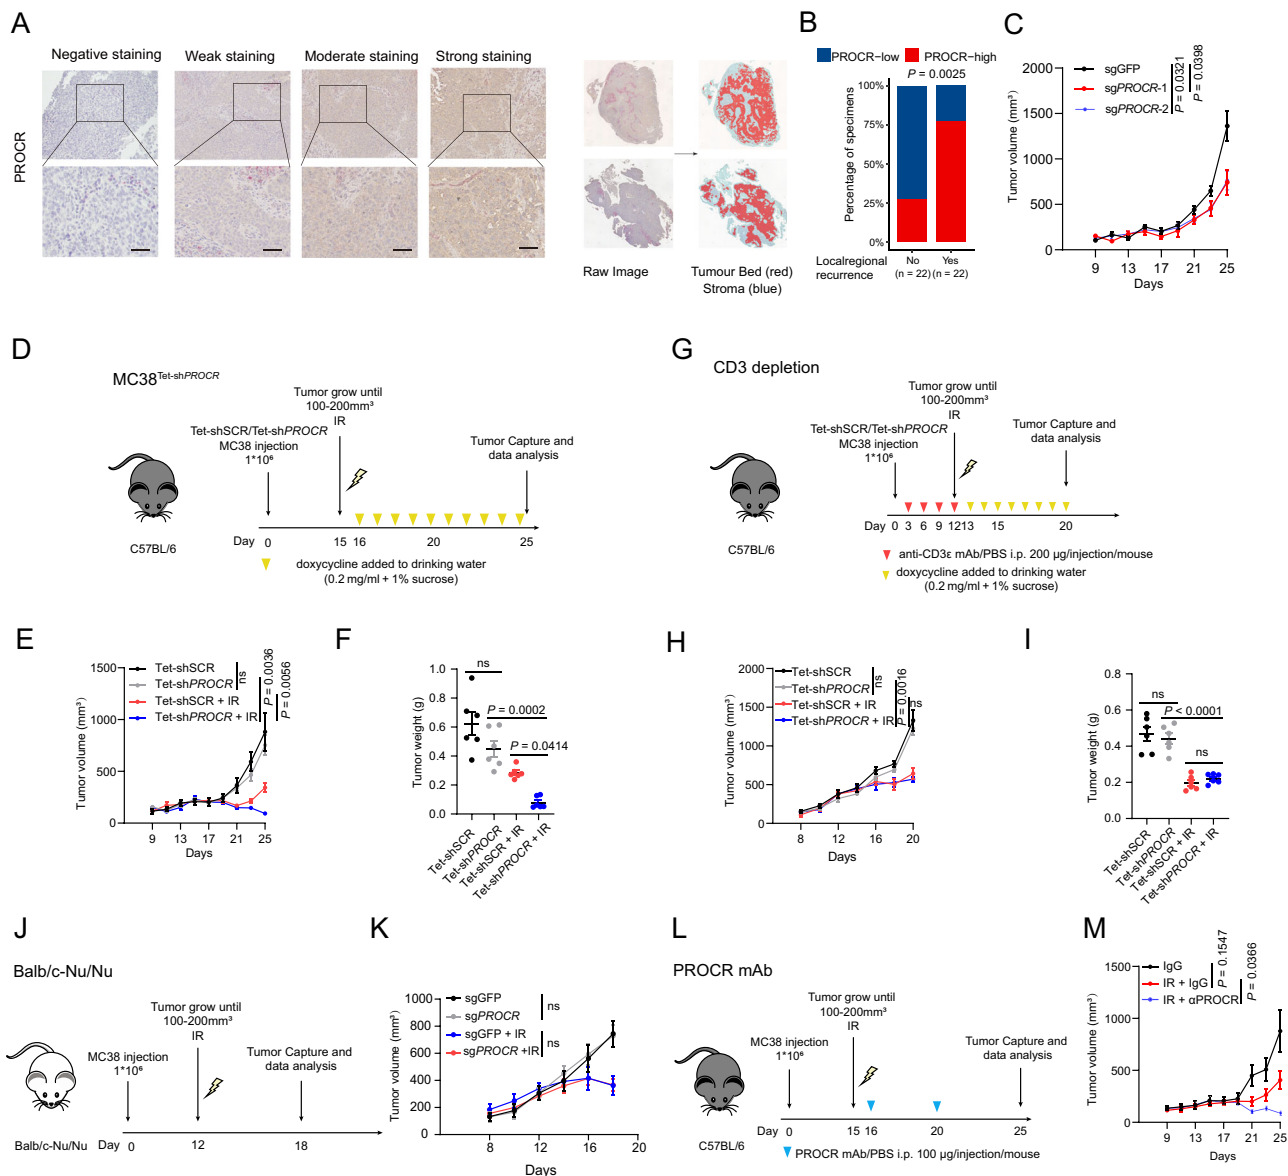 A
Negative staining
Weak staining
Moderate staining
Strong staining
PROCR
Raw Image
Tumour Bed (red)
Stroma (blue)
B
PROCR-low
PROCR-high
P = 0.0025
100%
75%
50%
25%
0%
Percentage of specimens
Localregional
recurrence
No
(n = 22)
Yes
(n = 22)
C
sgGFP
sgPROCR-1
sgPROCR-2
P = 0.0321
P = 0.0398
2000
1500
1000
500
0
Tumor volume (mm³)
9 13 17 21 25
Days
D
MC38Tet-shPROCR
Tumor grow until
100-200mm³
IR
Tet-shSCR/Tet-shPROCR
MC38 injection
1*10⁶
Tumor Capture and
data analysis
C57BL/6
Day 0 15 16 20 25
doxycycline added to drinking water
(0.2 mg/ml + 1% sucrose)
G
CD3 depletion
Tumor grow until
100-200mm³
IR
Tet-shSCR/Tet-shPROCR
MC38 injection
1*10⁶
Tumor Capture and
data analysis
C57BL/6
Day 0 3 6 9 12 13 15 20
anti-CD3ε mAb/PBS i.p. 200 µg/injection/mouse
doxycycline added to drinking water
(0.2 mg/ml + 1% sucrose)
E
Tet-shSCR
Tet-shPROCR
Tet-shSCR + IR
Tet-shPROCR + IR
ns
P = 0.0036
P = 0.0056
1500
1000
500
0
Tumor volume (mm³)
9 13 17 21 25
Days
F
ns
P = 0.0002
P = 0.0414
1.0
0.8
0.6
0.4
0.2
0.0
Tumor weight (g)
Tet-shSCR
Tet-shPROCR
Tet-shSCR + IR
Tet-shPROCR + IR
H
Tet-shSCR
Tet-shPROCR
Tet-shSCR + IR
Tet-shPROCR + IR
ns
P = 0.0016
ns
2000
1500
1000
500
0
Tumor volume (mm³)
8 12 16 20
Days
I
ns
P < 0.0001
ns
0.8
0.6
0.4
0.2
0.0
Tumor weight (g)
Tet-shSCR
Tet-shPROCR
Tet-shSCR + IR
Tet-shPROCR + IR
J
Balb/c-Nu/Nu
Tumor grow until
100-200mm³
IR
MC38 injection
1*10⁶
Tumor Capture and
data analysis
Balb/c-Nu/Nu
Day 0 12 18
K
sgGFP
sgPROCR
sgGFP + IR
sgPROCR +IR
ns
ns
1000
800
600
400
200
0
Tumor volume (mm³)
8 12 16 20
Days
L
PROCR mAb
Tumor grow until
100-200mm³
IR
MC38 injection
1*10⁶
Tumor Capture and
data analysis
C57BL/6
Day 0 15 16 20 25
PROCR mAb/PBS i.p. 100 µg/injection/mouse
M
IgG
IR + IgG
IR + αPROCR
P = 0.1547
P = 0.0366
1500
1000
500
0
Tumor volume (mm³)
9 13 17 21 25
Days